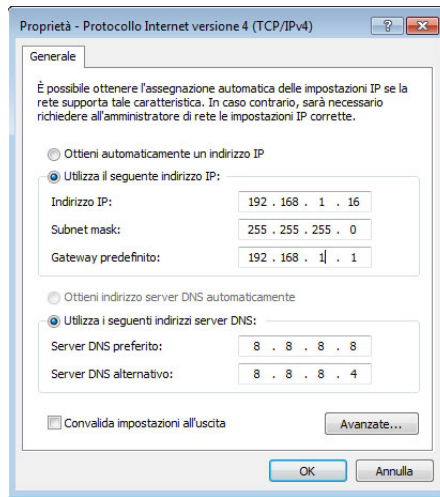 Proprietà - Protocollo Internet versione 4 (TCP/IPv4)
Generale
È possibile ottenere l'assegnazione automatica delle impostazioni IP se la
rete supporta tale caratteristica. In caso contrario, sarà necessario
richiedere all'amministratore di rete le impostazioni IP corrette.
Ottieni automaticamente un indirizzo IP
Utilizza il seguente indirizzo IP:
Indirizzo IP: 192 . 168 . 1 . 16
Subnet mask: 255 . 255 . 255 . 0
Gateway predefinito: 192 . 168 . 1 . 1
Ottieni indirizzo server DNS automaticamente
Utilizza i seguenti indirizzi server DNS:
Server DNS preferito: 8 . 8 . 8 . 8
Server DNS alternativo: 8 . 8 . 8 . 4
Convalida impostazioni all'uscita Avanzate...
OK Annulla